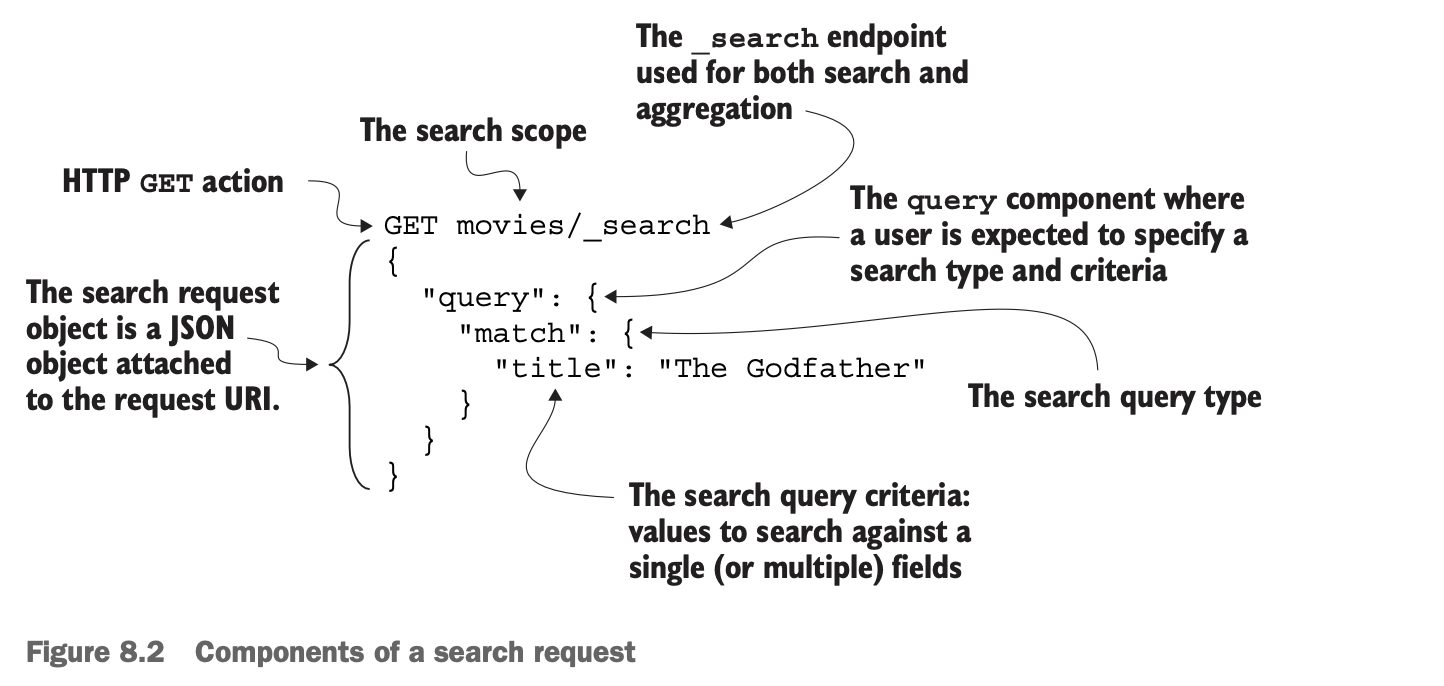 The _search endpoint
used for both search and
aggregation
The search scope
HTTP GET action
GET movies/_search
The query component where
a user is expected to specify a
search type and criteria
The search request
object is a JSON
object attached
to the request URI.
{
"query": {
"match": {
"title": "The Godfather"
}
}
}
The search query type
The search query criteria:
values to search against a
single (or multiple) fields
Figure 8.2 Components of a search request